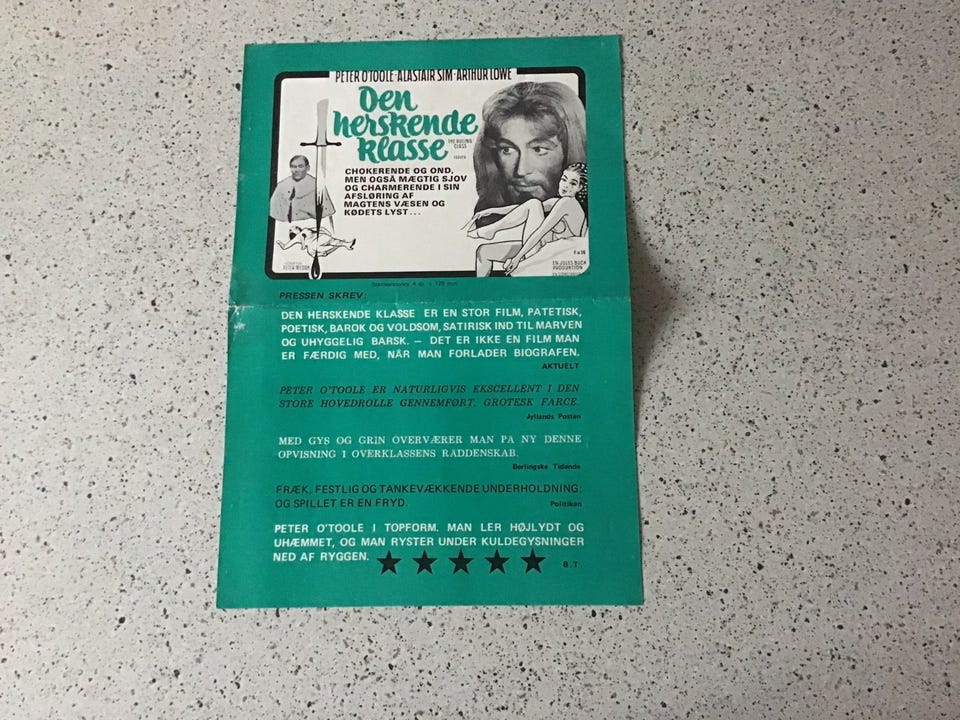 PETER O'TOOLE·ALASTAIR SIM·ARTHUR LOWE
Den
herskende
klasse
THE RULING
CLASS
FARVER
CHOKERENDE OG OND,
MEN OGSÅ MÆGTIG SJOV
OG CHARMERENDE I SIN
AFSLØRING AF
MAGTENS VÆSEN OG
KØDETS LYST...
PETER MEDAK
F.u.16
EN JULES BUCK
PRODUKTION
PRESSEN SKREV:
DEN HERSKENDE KLASSE ER EN STOR FILM, PATETISK,
POETISK, BAROK OG VOLDSOM, SATIRISK IND TIL MARVEN
OG UHYGGELIG BARSK. – DET ER IKKE EN FILM MAN
ER FÆRDIG MED, NÅR MAN FORLADER BIOGRAFEN.
AKTUELT
PETER O'TOOLE ER NATURLIGVIS EKSCELLENT I DEN
STORE HOVEDROLLE GENNEMFØRT, GROTESK FARCE.
Jyllands Posten
MED GYS OG GRIN OVERVÆRER MAN PÅ NY DENNE
OPVISNING I OVERKLASSENS RÅDDENSKAB.
Berlingske Tidende
FRÆK, FESTLIG OG TANKEVÆKKENDE UNDERHOLDNING;
OG SPILLET ER EN FRYD.
Politiken
PETER O'TOOLE I TOPFORM. MAN LER HØJLYDT OG
UHÆMMET, OG MAN RYSTER UNDER KULDEGYSNINGER
NED AF RYGGEN. ★ ★ ★ ★ ★
B.T.